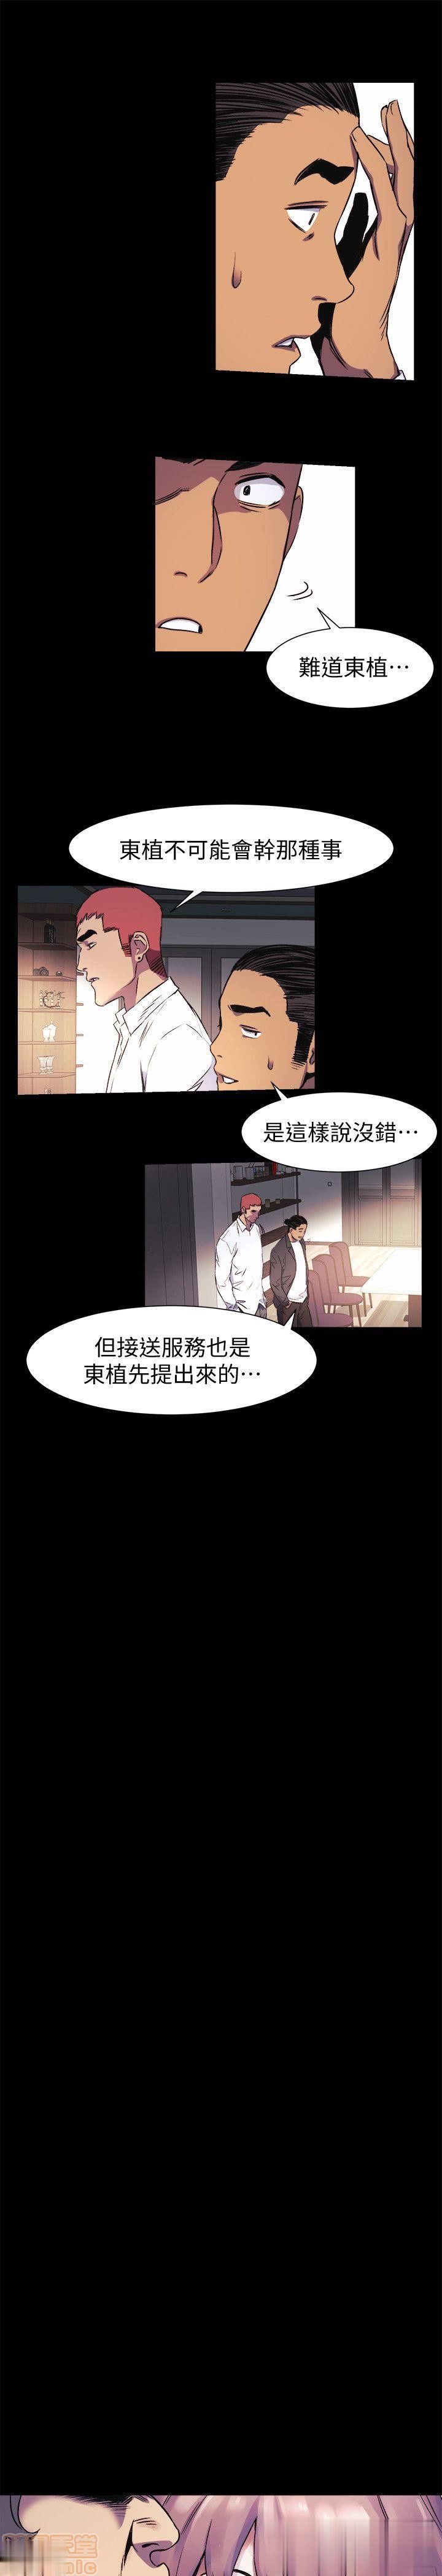 難道東植⋯
東植不可能會幹那種事
是這樣說沒錯⋯
但接送服務也是
東植先提出來的⋯